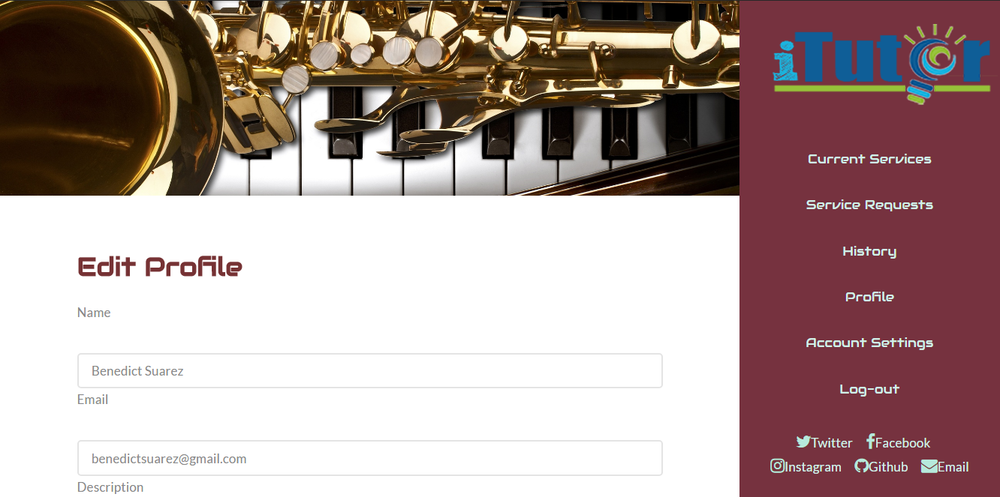 iTutor
Current Services
Service Requests
History
Profile
Account Settings
Log-out
Twitter Facebook
Instagram Github Email
Edit Profile
Name
Benedict Suarez
Email
benedictsuarez@gmail.com
Description